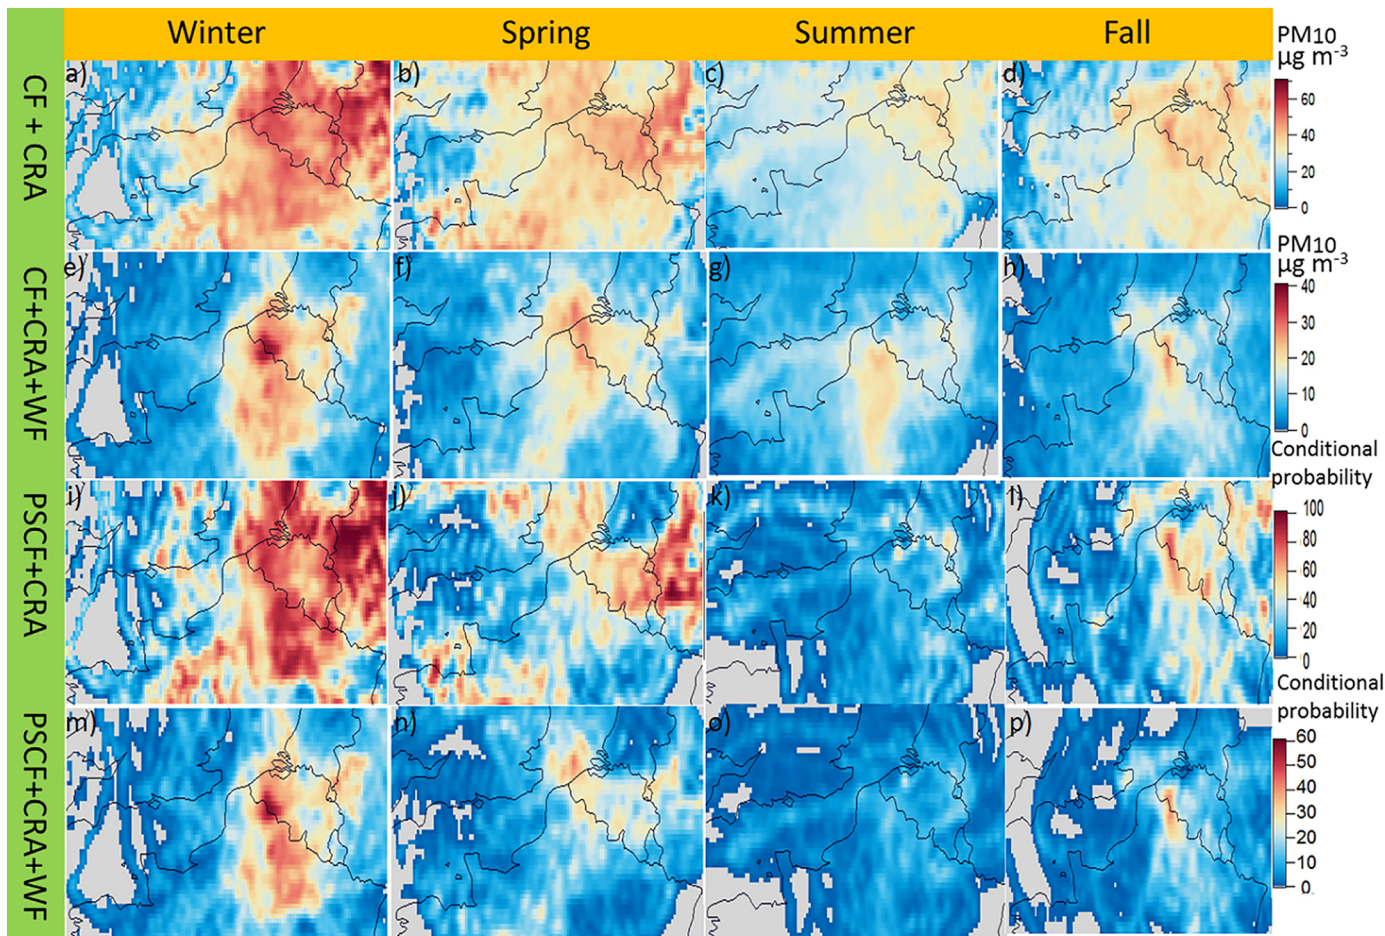 Winter Spring Summer Fall
PM10
µg m-3
CF + CRA
a) b) c) d)
60
40
20
0
PM10
µg m-3
CF+CRA+WF
e) f) g) h)
40
30
20
10
0
Conditional
probability
PSCF+CRA
i) j) k) l)
100
80
60
40
20
0
Conditional
probability
PSCF+CRA+WF
m) n) o) p)
60
50
40
30
20
10
0